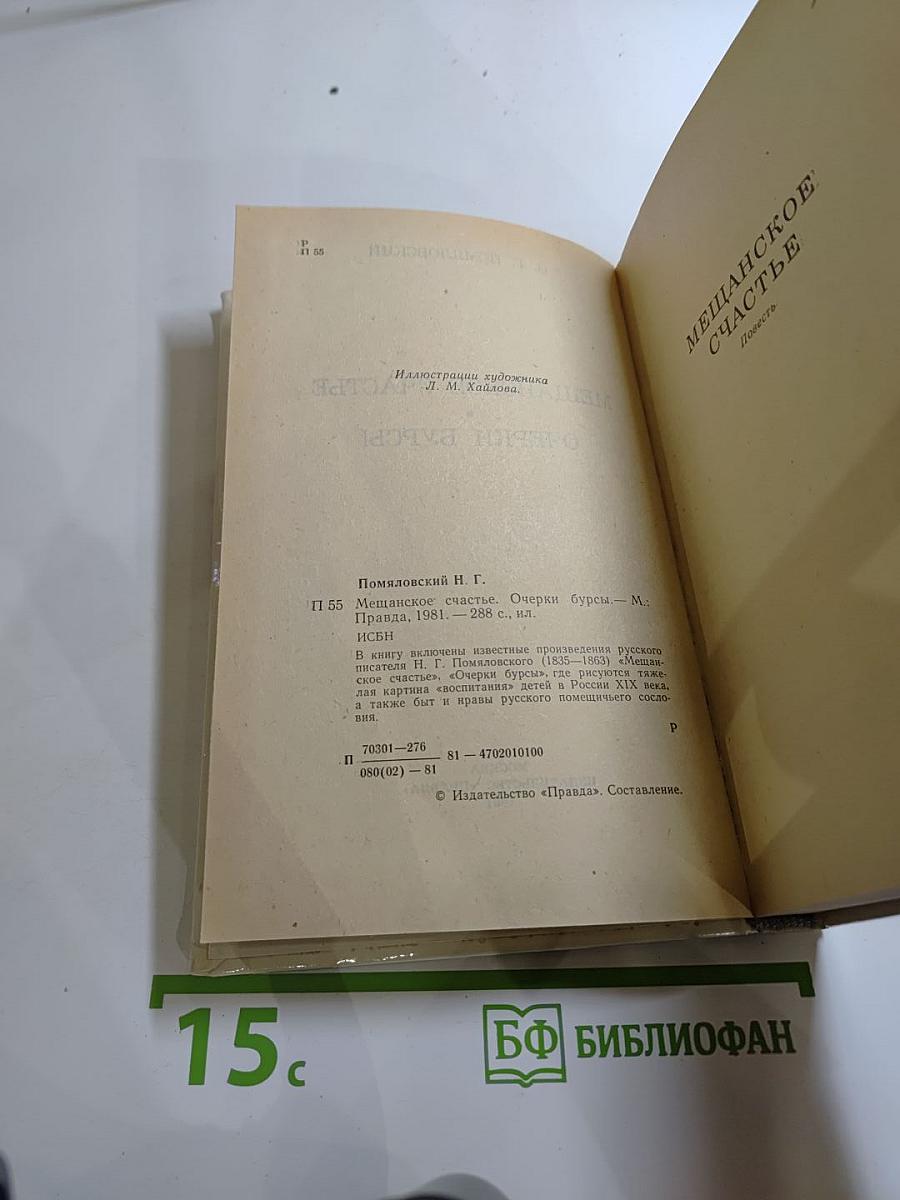 Р
П 55
Иллюстрации художника
Л. М. Хайлова.
Помяловский Н. Г.
П 55 Мещанское счастье. Очерки бурсы.— М.:
Правда, 1981. — 288 с., ил.
ИСБН
В книгу включены известные произведения русского
писателя Н. Г. Помяловского (1835—1863) «Мещан-
ское счастье», «Очерки бурсы», где рисуются тяже-
лая картина «воспитания» детей в России XIX века,
а также быт и нравы русского помещичьего сосло-
вия.
Р
П 70301—276 81 — 4702010100
080(02) — 81
© Издательство «Правда». Составление.
МЕЩАНСКОЕ
СЧАСТЬЕ
Повесть
15 с
БФ БИБЛИОФАН